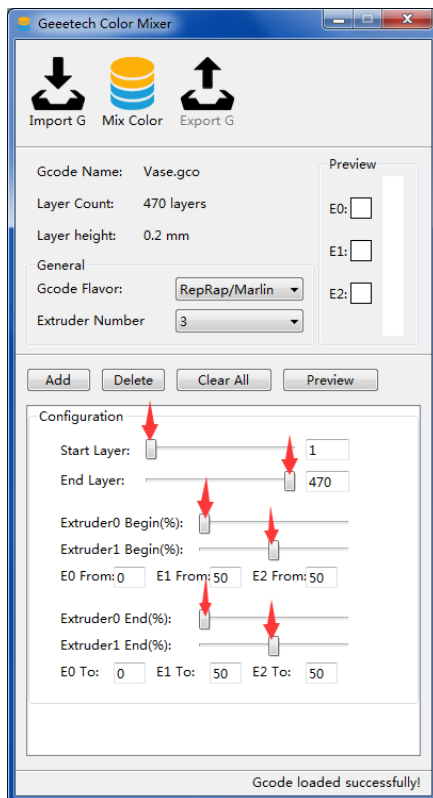 Geeetech Color Mixer
Import G Mix Color Export G
Gcode Name: Vase.gco
Layer Count: 470 layers
Layer height: 0.2 mm
General
Gcode Flavor: RepRap/Marlin
Extruder Number 3
Preview
E0:
E1:
E2:
Add Delete Clear All Preview
Configuration
Start Layer: 1
End Layer: 470
Extruder0 Begin(%):
Extruder1 Begin(%):
E0 From: 0 E1 From: 50 E2 From: 50
Extruder0 End(%):
Extruder1 End(%):
E0 To: 0 E1 To: 50 E2 To: 50
Gcode loaded successfully!